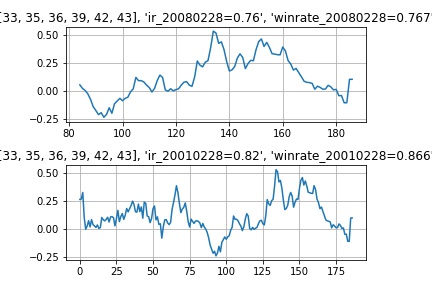 [33, 35, 36, 39, 42, 43], 'ir_20080228=0.76', 'winrate_20080228=0.767'
0.50
0.25
0.00
−0.25
80 100 120 140 160 180
[33, 35, 36, 39, 42, 43], 'ir_20010228=0.82', 'winrate_20010228=0.866'
0.50
0.25
0.00
−0.25
0 25 50 75 100 125 150 175